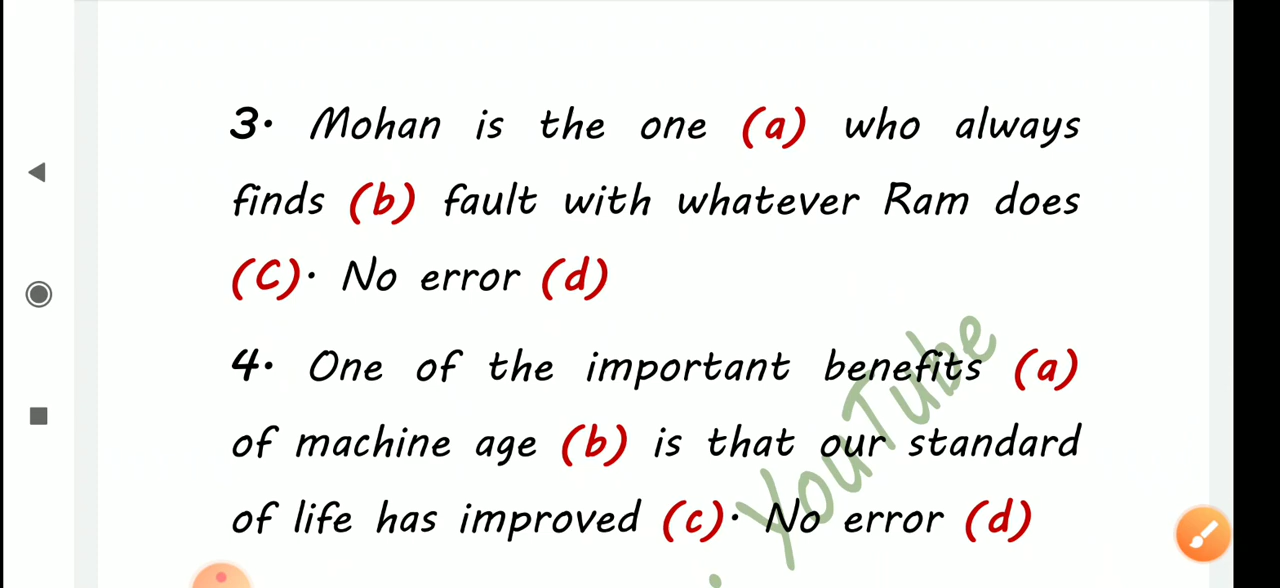 3. Mohan is the one (a) who always
finds (b) fault with whatever Ram does
(C). No error (d)
4. One of the important benefits (a)
of machine age (b) is that our standard
of life has improved (c). No error (d)
YouTube